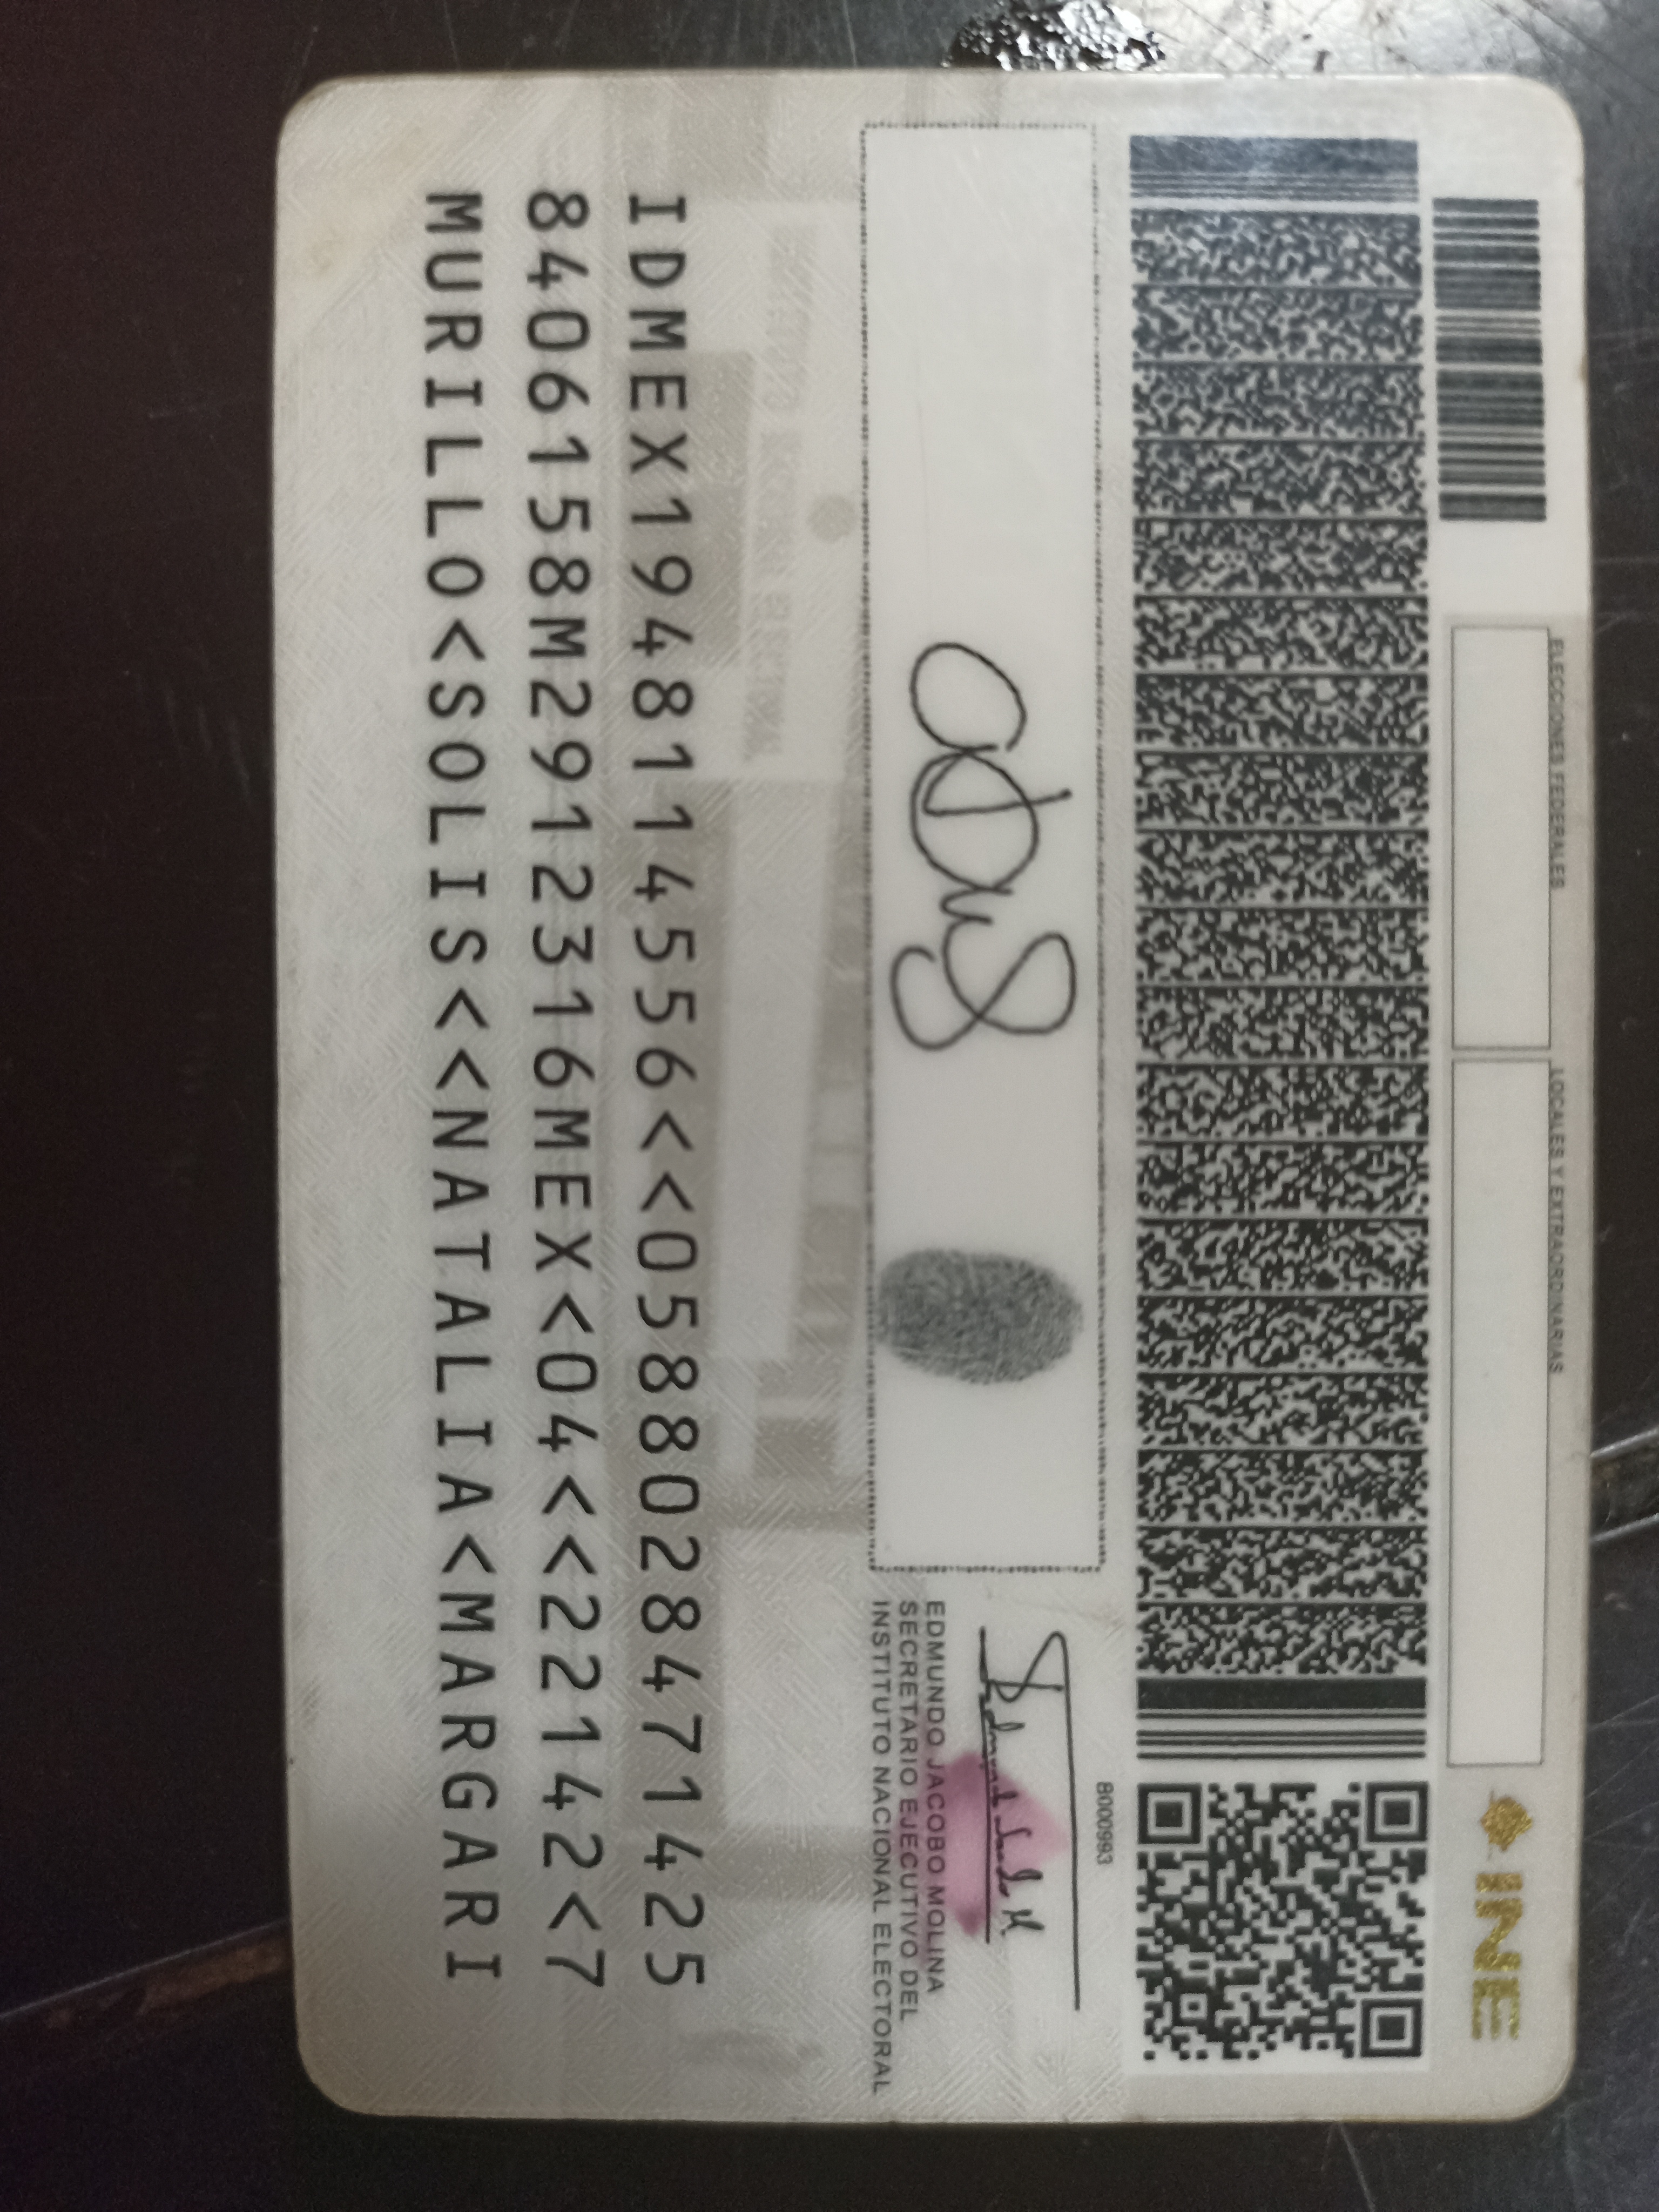 ELECCIONES FEDERALES
LOCALES Y EXTRAORDINARIAS
INE
8000993
EDMUNDO JACOBO MOLINA
SECRETARIO EJECUTIVO DEL
INSTITUTO NACIONAL ELECTORAL
IDMEX1948114556<<0588028471425
8406158M2912316MEX<04<<22142<7
MURILLO<SOLIS<<NATALIA<MARGARI